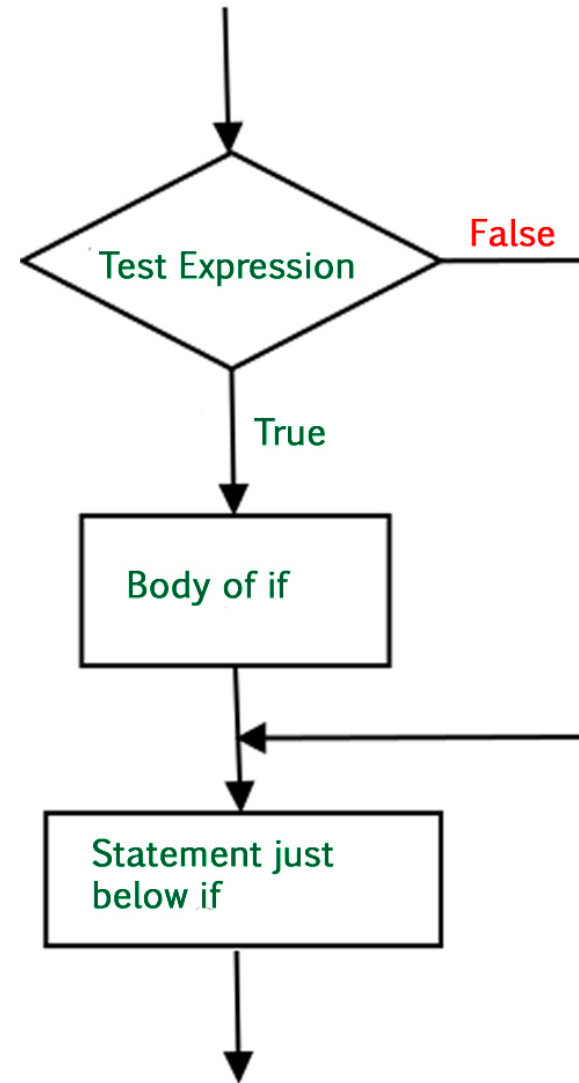 False
Test Expression
True
Body of if
Statement just
below if